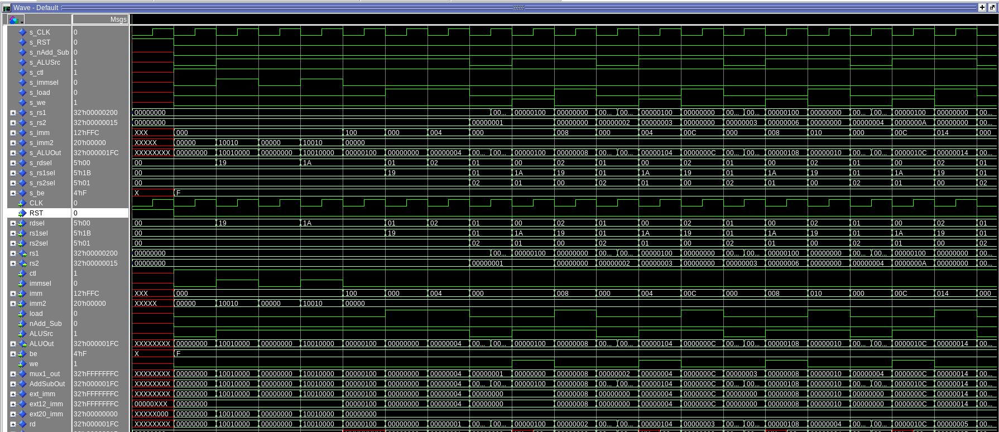 Wave - Default
Msgs
s_CLK 0
s_RST 0
s_nAdd_Sub 0
s_ALUSrc 1
s_ctl 1
s_immsel 0
s_load 0
s_we 1
s_rs1 32'h00000200 00000000 00... 00000100 00000000 00... 00... 00000100 00000000 00... 00... 00000100 00000000 00... 00... 00000100 00000000 00...
s_rs2 32'h00000015 00000000 00000001 00000000 00000002 00000003 00000000 00000003 00000006 00000000 00000004 0000000A 00000000 00...
s_imm 12'hFFC XXX 000 100 000 004 000 008 000 004 00C 000 008 010 000 00C 014 000
s_imm2 20'h00000 XXXXX 00000 10010 00000 10010 00000
s_ALUOut 32'h000001FC XXXXXXXX 00000000 10010000 00000000 10010000 00000100 00000000 00000004 00... 00... 00000100 00000008 00... 00... 00000104 0000000C 00... 00... 00000108 00000010 00... 00... 0000010C 00000014 00...
s_rdsel 5'h00 00 19 1A 01 02 01 00 02 01 00 02 01 00 02 01 00 02 01
s_rs1sel 5'h1B 00 19 01 1A 19 01 1A 19 01 1A 19 01 1A 19 01
s_rs2sel 5'h01 00 02 01 00 02 01 00 02 01 00 02 01 00 02
s_be 4'hF X F
CLK 0
RST 0
rdsel 5'h00 00 19 1A 01 02 01 00 02 01 00 02 01 00 02 01 00 02 01
rs1sel 5'h1B 00 19 01 1A 19 01 1A 19 01 1A 19 01 1A 19 01
rs2sel 5'h01 00 02 01 00 02 01 00 02 01 00 02 01 00 02
rs1 32'h00000200 00000000 00... 00000100 00000000 00... 00... 00000100 00000000 00... 00... 00000100 00000000 00... 00... 00000100 00000000 00...
rs2 32'h00000015 00000000 00000001 00000000 00000002 00000003 00000000 00000003 00000006 00000000 00000004 0000000A 00000000 00...
ctl 1
immsel 0
imm 12'hFFC XXX 000 100 000 004 000 008 000 004 00C 000 008 010 000 00C 014 000
imm2 20'h00000 XXXXX 00000 10010 00000 10010 00000
load 0
nAdd_Sub 0
ALUSrc 1
ALUOut 32'h000001FC XXXXXXXX 00000000 10010000 00000000 10010000 00000100 00000000 00000004 00... 00... 00000100 00000008 00... 00... 00000104 0000000C 00... 00... 00000108 00000010 00... 00... 0000010C 00000014 00...
be 4'hF X F
we 1
mux1_out 32'hFFFFFFFC XXXXXXXX 00000000 10010000 00000000 10010000 00000100 00000000 00000004 00000001 00000000 00000008 00000002 00000004 0000000C 00000003 00000008 00000010 00000004 0000000C 00000014 00...
AddSubOut 32'h000001FC XXXXXXXX 00000000 10010000 00000000 10010000 00000100 00000000 00000004 00... 00... 00000100 00000008 00... 00... 00000104 0000000C 00... 00... 00000108 00000010 00... 00... 0000010C 00000014 00...
ext_imm 32'hFFFFFFFC XXXXXXXX 00000000 10010000 00000000 10010000 00000100 00000000 00000004 00000000 00000008 00000000 00000004 0000000C 00000000 00000008 00000010 00000000 0000000C 00000014 00...
ext12_imm 32'hFFFFFFFC 00000XXX 00000000 00000100 00000000 00000004 00000000 00000008 00000000 00000004 0000000C 00000000 00000008 00000010 00000000 0000000C 00000014 00...
ext20_imm 32'h00000000 XXXXX000 00000000 10010000 00000000 10010000 00000000
rd 32'h000001FC XXXXXXXX 00000000 10010000 00000000 10010000 00000100 00000001 00000002 00... 00... 00000100 00000002 00... 00... 00000104 00000003 00... 00... 00000108 00000004 00... 00... 0000010C 00000005 00...